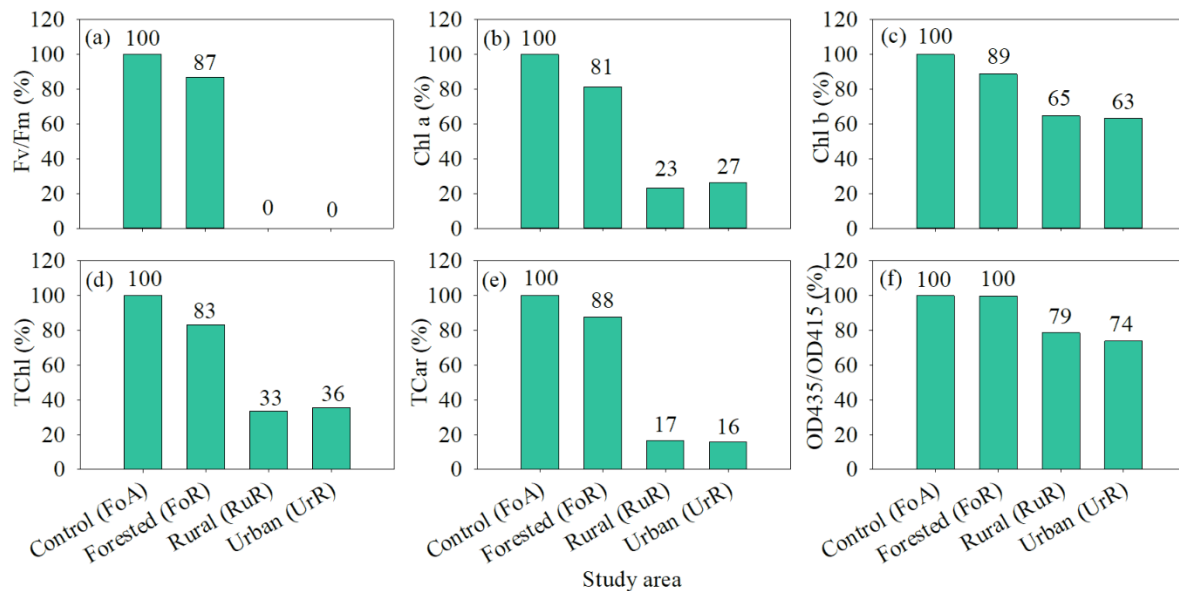 (a)
Fv/Fm (%)
120
100
80
60
40
20
0
100
87
0
0
(b)
Chl a (%)
120
100
80
60
40
20
0
100
81
23
27
(c)
Chl b (%)
120
100
80
60
40
20
0
100
89
65
63
(d)
TChl (%)
120
100
80
60
40
20
0
100
83
33
36
Control (FoA)
Forested (FoR)
Rural (RuR)
Urban (UrR)
(e)
TCar (%)
120
100
80
60
40
20
0
100
88
17
16
Control (FoA)
Forested (FoR)
Rural (RuR)
Urban (UrR)
(f)
OD435/OD415 (%)
120
100
80
60
40
20
0
100
100
79
74
Control (FoA)
Forested (FoR)
Rural (RuR)
Urban (UrR)
Study area